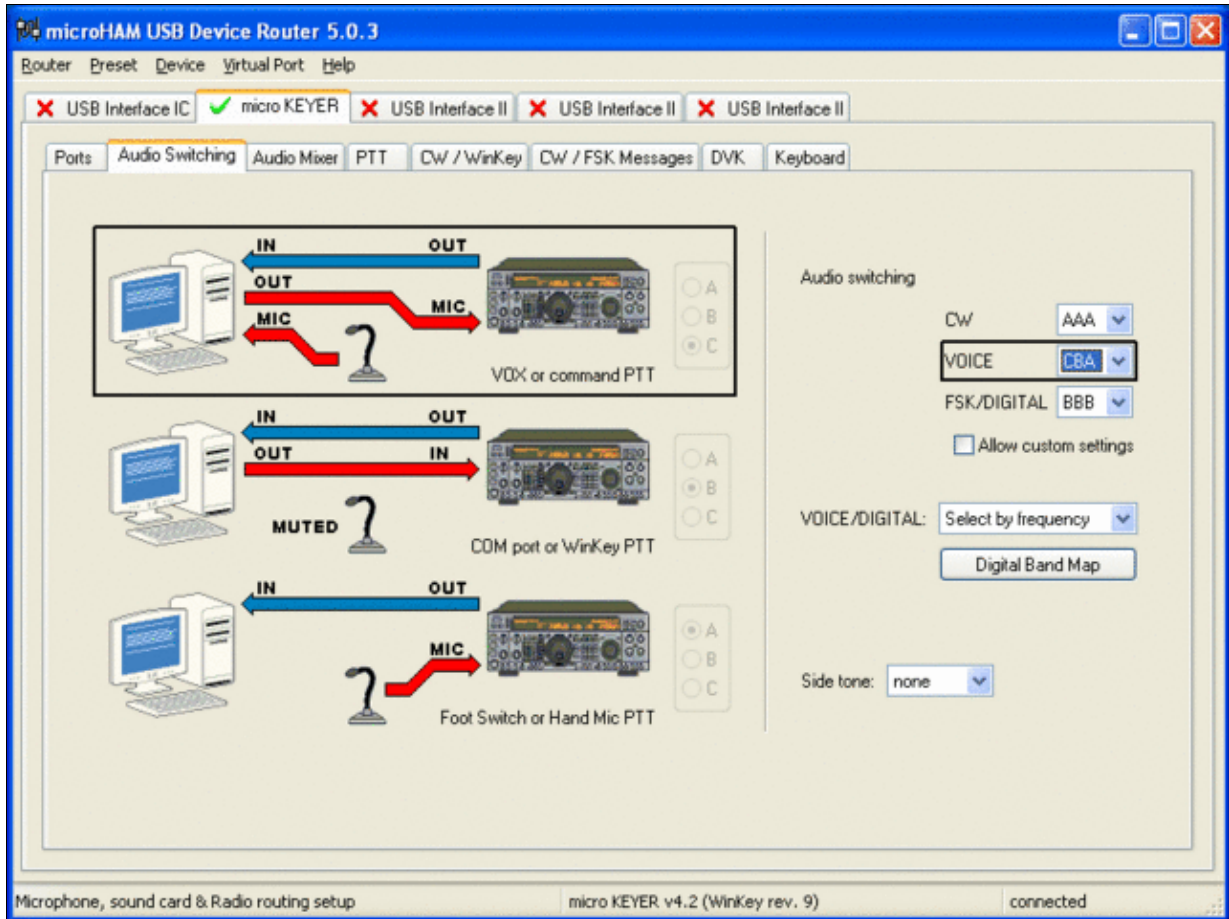 microHAM USB Device Router 5.0.3
Router Preset Device Virtual Port Help
USB Interface IC micro KEYER USB Interface II USB Interface II USB Interface II
Ports Audio Switching Audio Mixer PTT CW / WinKey CW / FSK Messages DVK Keyboard
IN OUT
OUT
MIC MIC
A
B
C
VOX or command PTT
IN OUT
OUT IN
MUTED
A
B
C
COM port or WinKey PTT
IN OUT
MIC
A
B
C
Foot Switch or Hand Mic PTT
Audio switching
CW AAA
VOICE CBA
FSK/DIGITAL BBB
Allow custom settings
VOICE/DIGITAL: Select by frequency
Digital Band Map
Side tone: none
Microphone, sound card & Radio routing setup micro KEYER v4.2 (WinKey rev. 9) connected